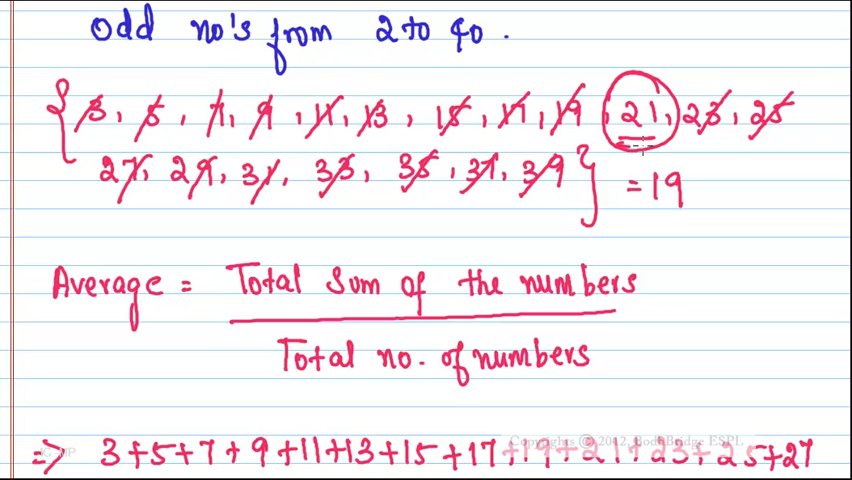 Odd no's from 2 to 40.
{3, 5, 7, 9, 11, 13, 15, 17, 19, 21, 23, 25
27, 29, 31, 33, 35, 37, 39} = 19
Average = Total Sum of the numbers
Total no. of numbers
=> 3+5+7+9+11+13+15+17+19+21+23+25+27
Copyrights © 2012, BodhBridge ESPL